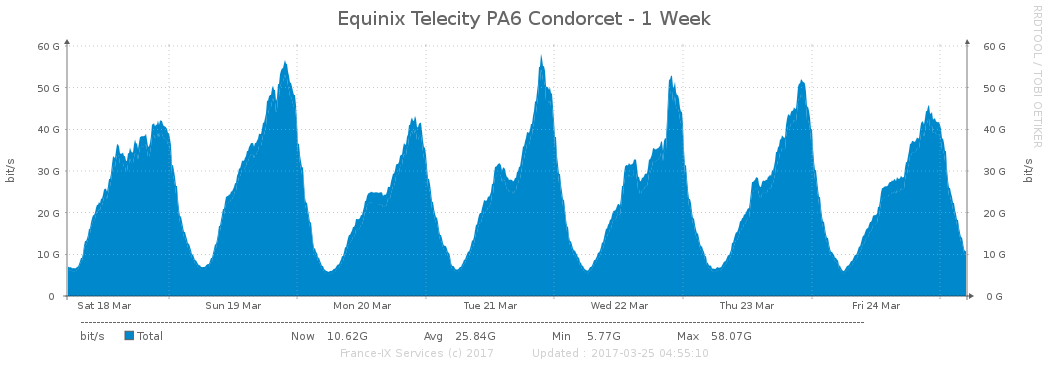 Equinix Telecity PA6 Condorcet - 1 Week
RRDTOOL / TOBI OETIKER
bit/s
60 G
50 G
40 G
30 G
20 G
10 G
0
60 G
50 G
40 G
30 G
20 G
10 G
0 G
bit/s
Sat 18 Mar Sun 19 Mar Mon 20 Mar Tue 21 Mar Wed 22 Mar Thu 23 Mar Fri 24 Mar
bit/s Total Now 10.62G Avg 25.84G Min 5.77G Max 58.07G
France-IX Services (c) 2017 Updated : 2017-03-25 04:55:10